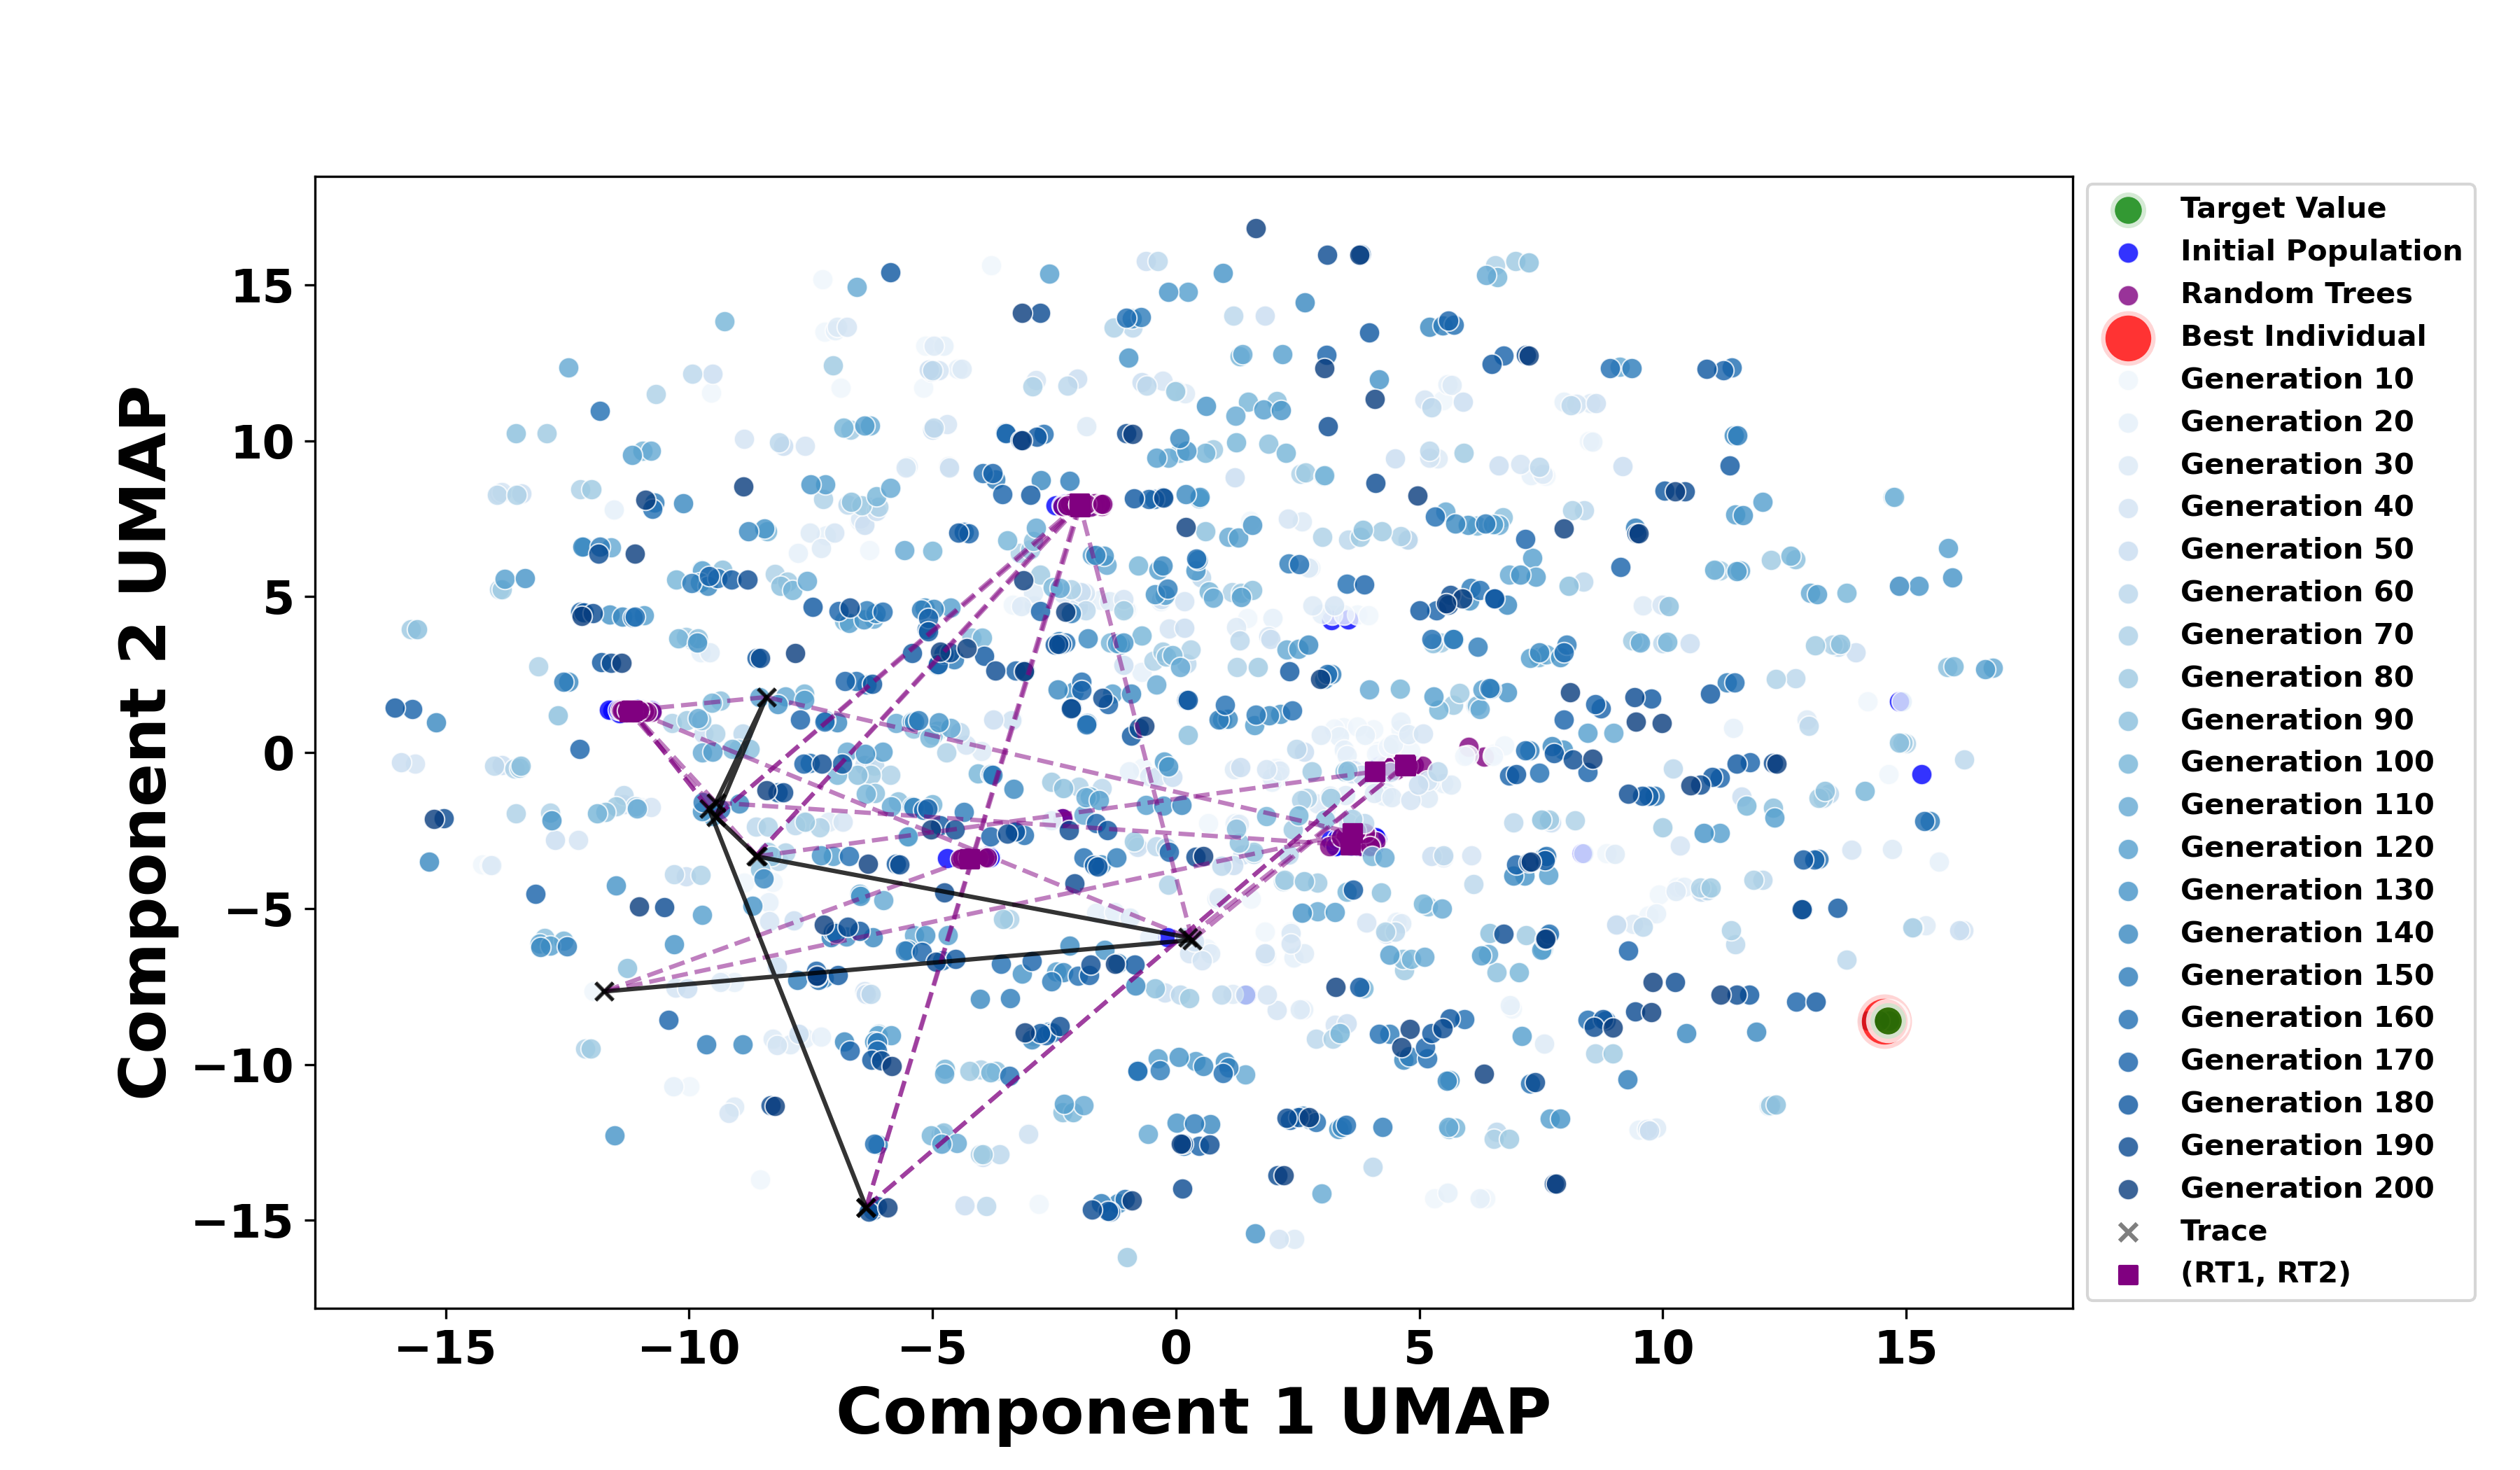 Component 2 UMAP
15
10
5
0
−5
−10
−15
−15
−10
−5
0
5
10
15
Component 1 UMAP
Target Value
Initial Population
Random Trees
Best Individual
Generation 10
Generation 20
Generation 30
Generation 40
Generation 50
Generation 60
Generation 70
Generation 80
Generation 90
Generation 100
Generation 110
Generation 120
Generation 130
Generation 140
Generation 150
Generation 160
Generation 170
Generation 180
Generation 190
Generation 200
Trace
(RT1, RT2)